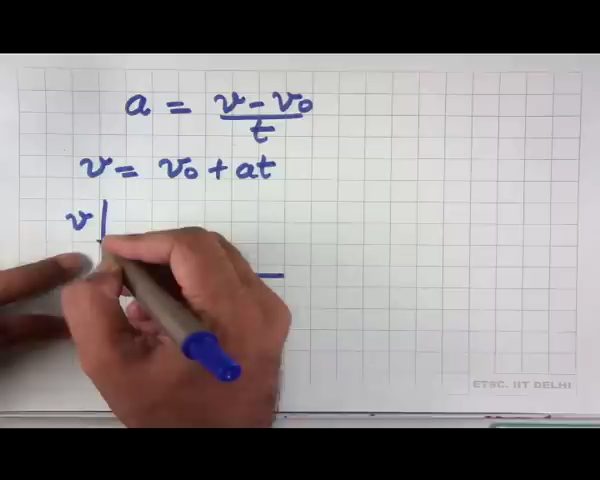 a = v - v₀ / t
v = v₀ + at
v
ETSC, IIT DELHI